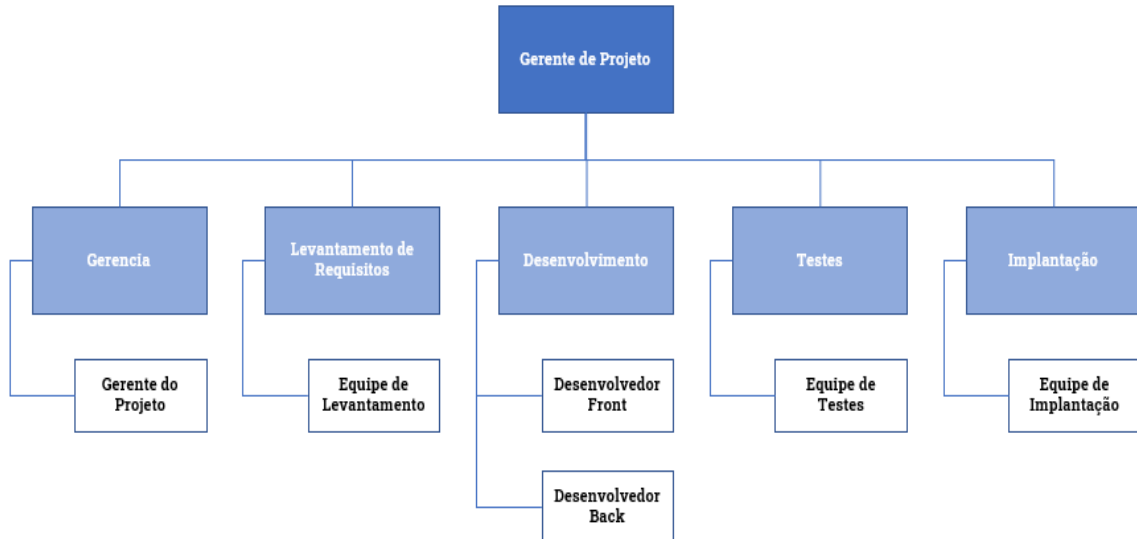 Gerente de Projeto
Gerencia
Levantamento de
Requisitos
Desenvolvimento
Testes
Implantação
Gerente do
Projeto
Equipe de
Levantamento
Desenvolvedor
Front
Equipe de
Testes
Equipe de
Implantação
Desenvolvedor
Back